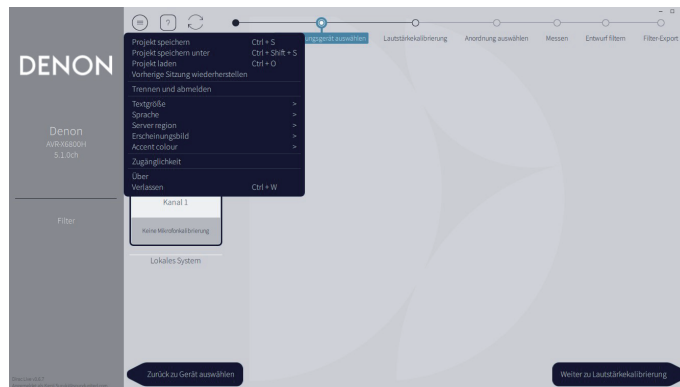 DENON
Denon
AVR-X6800H
5.1.0ch
Filter
?
ungsgerät auswählen
Lautstärkekalibrierung
Anordnung auswählen
Messen
Entwurf filtern
Filter-Export
Projekt speichern Ctrl + S
Projekt speichern unter Ctrl + Shift + S
Projekt laden Ctrl + O
Vorherige Sitzung wiederherstellen
Trennen und abmelden
Textgröße >
Sprache >
Server region >
Erscheinungsbild >
Accent colour >
Zugänglichkeit
Über
Verlassen Ctrl + W
Kanal 1
Keine Mikrofonkalibrierung
Lokales System
Zurück zu Gerät auswählen
Weiter zu Lautstärkekalibrierung